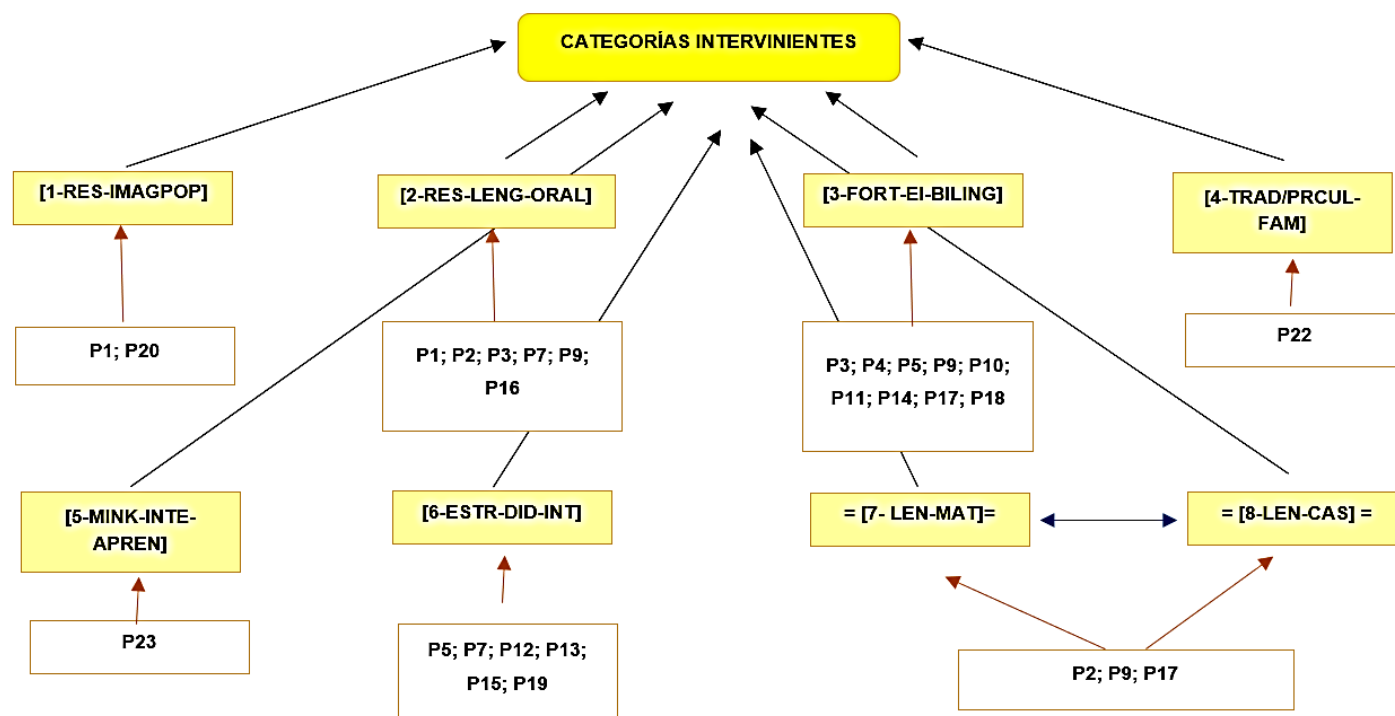 CATEGORÍAS INTERVINIENTES
[1-RES-IMAGPOP]
[2-RES-LENG-ORAL]
[3-FORT-EI-BILING]
[4-TRAD/PRCUL-
FAM]
P1; P20
P1; P2; P3; P7; P9;
P16
P3; P4; P5; P9; P10;
P11; P14; P17; P18
P22
[5-MINK-INTE-
APREN]
[6-ESTR-DID-INT]
= [7- LEN-MAT]=
= [8-LEN-CAS] =
P23
P5; P7; P12; P13;
P15; P19
P2; P9; P17